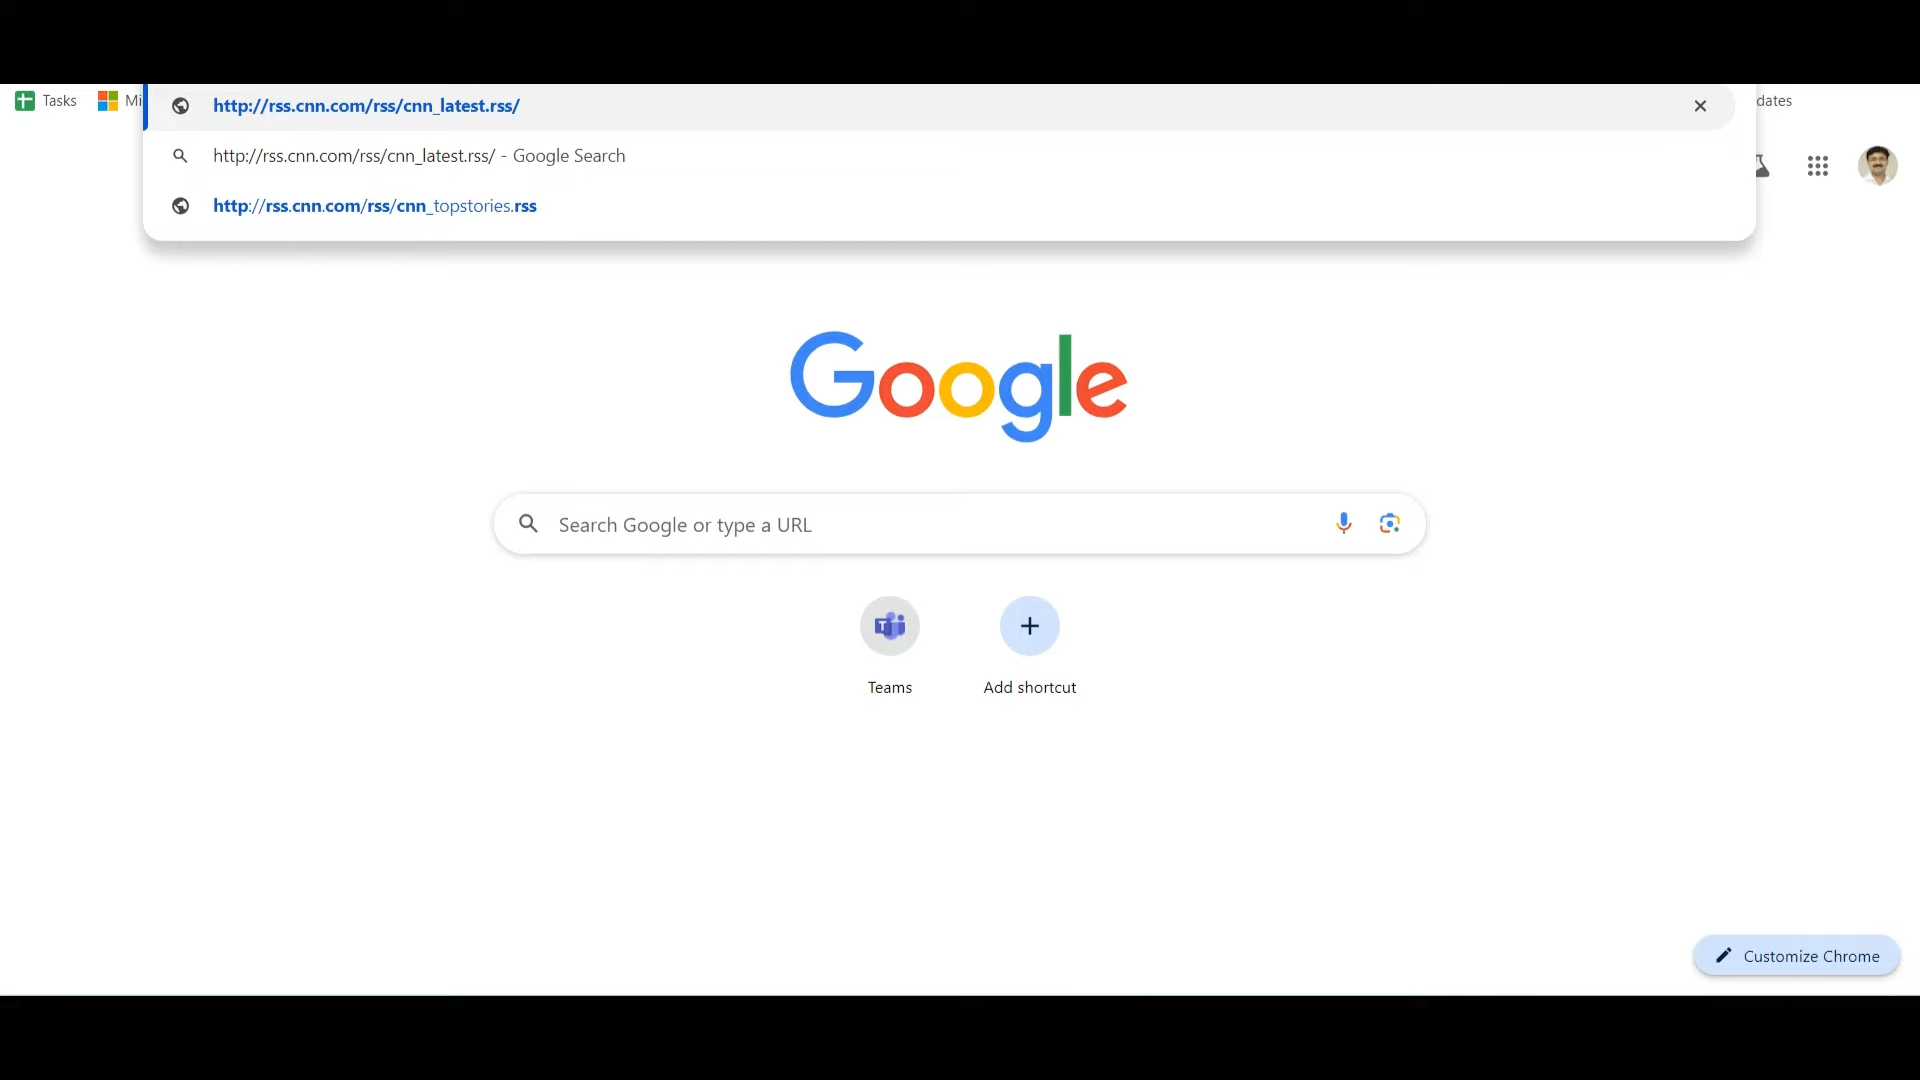 Tasks
Mi
http://rss.cnn.com/rss/cnn_latest.rss/
dates
http://rss.cnn.com/rss/cnn_latest.rss/ - Google Search
http://rss.cnn.com/rss/cnn_topstories.rss
Google
Search Google or type a URL
Teams
Add shortcut
Customize Chrome